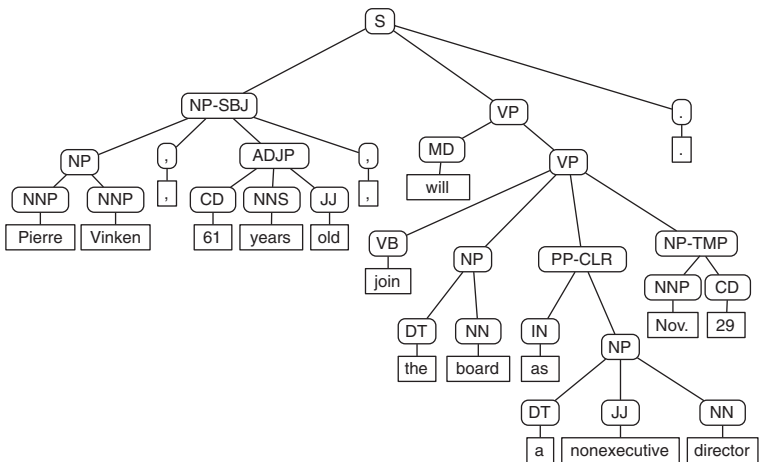 S
NP-SBJ
VP
.
NP
,
ADJP
,
MD
VP
.
,
,
will
NNP
NNP
CD
NNS
JJ
Pierre
Vinken
61
years
old
VB
NP
PP-CLR
NP-TMP
join
NNP
CD
Nov.
29
DT
NN
IN
NP
the
board
as
DT
JJ
NN
a
nonexecutive
director